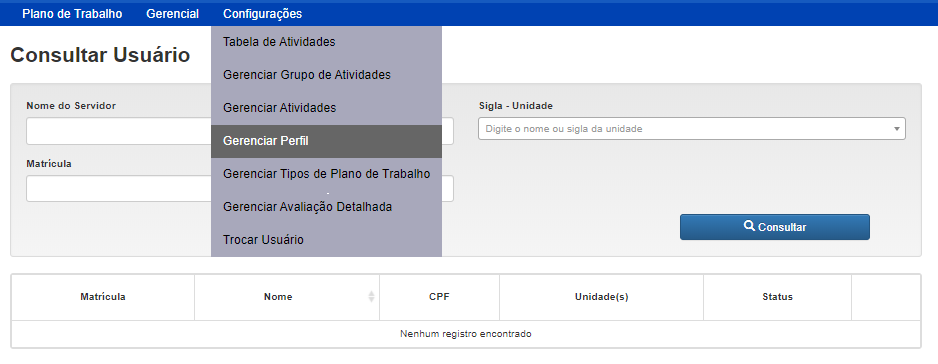 Plano de Trabalho Gerencial Configurações
Tabela de Atividades
Gerenciar Grupo de Atividades
Gerenciar Atividades
Gerenciar Perfil
Gerenciar Tipos de Plano de Trabalho
Gerenciar Avaliação Detalhada
Trocar Usuário
Consultar Usuário
Nome do Servidor
Sigla - Unidade
Digite o nome ou sigla da unidade
Matrícula
Consultar
Matrícula Nome CPF Unidade(s) Status
Nenhum registro encontrado